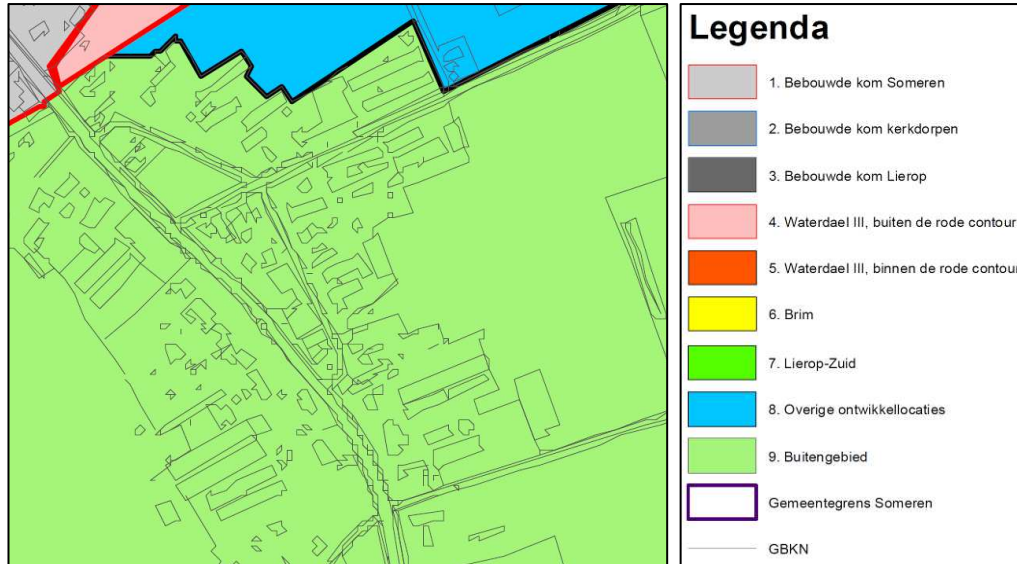 Legenda
1. Bebouwde kom Someren
2. Bebouwde kom kerkdorpen
3. Bebouwde kom Lierop
4. Waterdael III, buiten de rode contour
5. Waterdael III, binnen de rode contour
6. Brim
7. Lierop-Zuid
8. Overige ontwikkellocaties
9. Buitengebied
Gemeentegrens Someren
GBKN